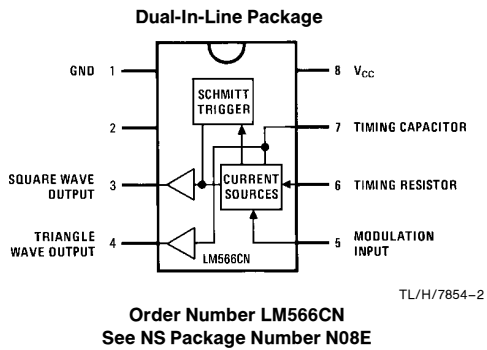 Dual-In-Line Package
GND 1
8 VCC
SCHMITT
TRIGGER
2
7 TIMING CAPACITOR
SQUARE WAVE
OUTPUT
3
CURRENT
SOURCES
6 TIMING RESISTOR
TRIANGLE
WAVE OUTPUT
4
LM566CN
5 MODULATION
INPUT
TL/H/7854–2
Order Number LM566CN
See NS Package Number N08E